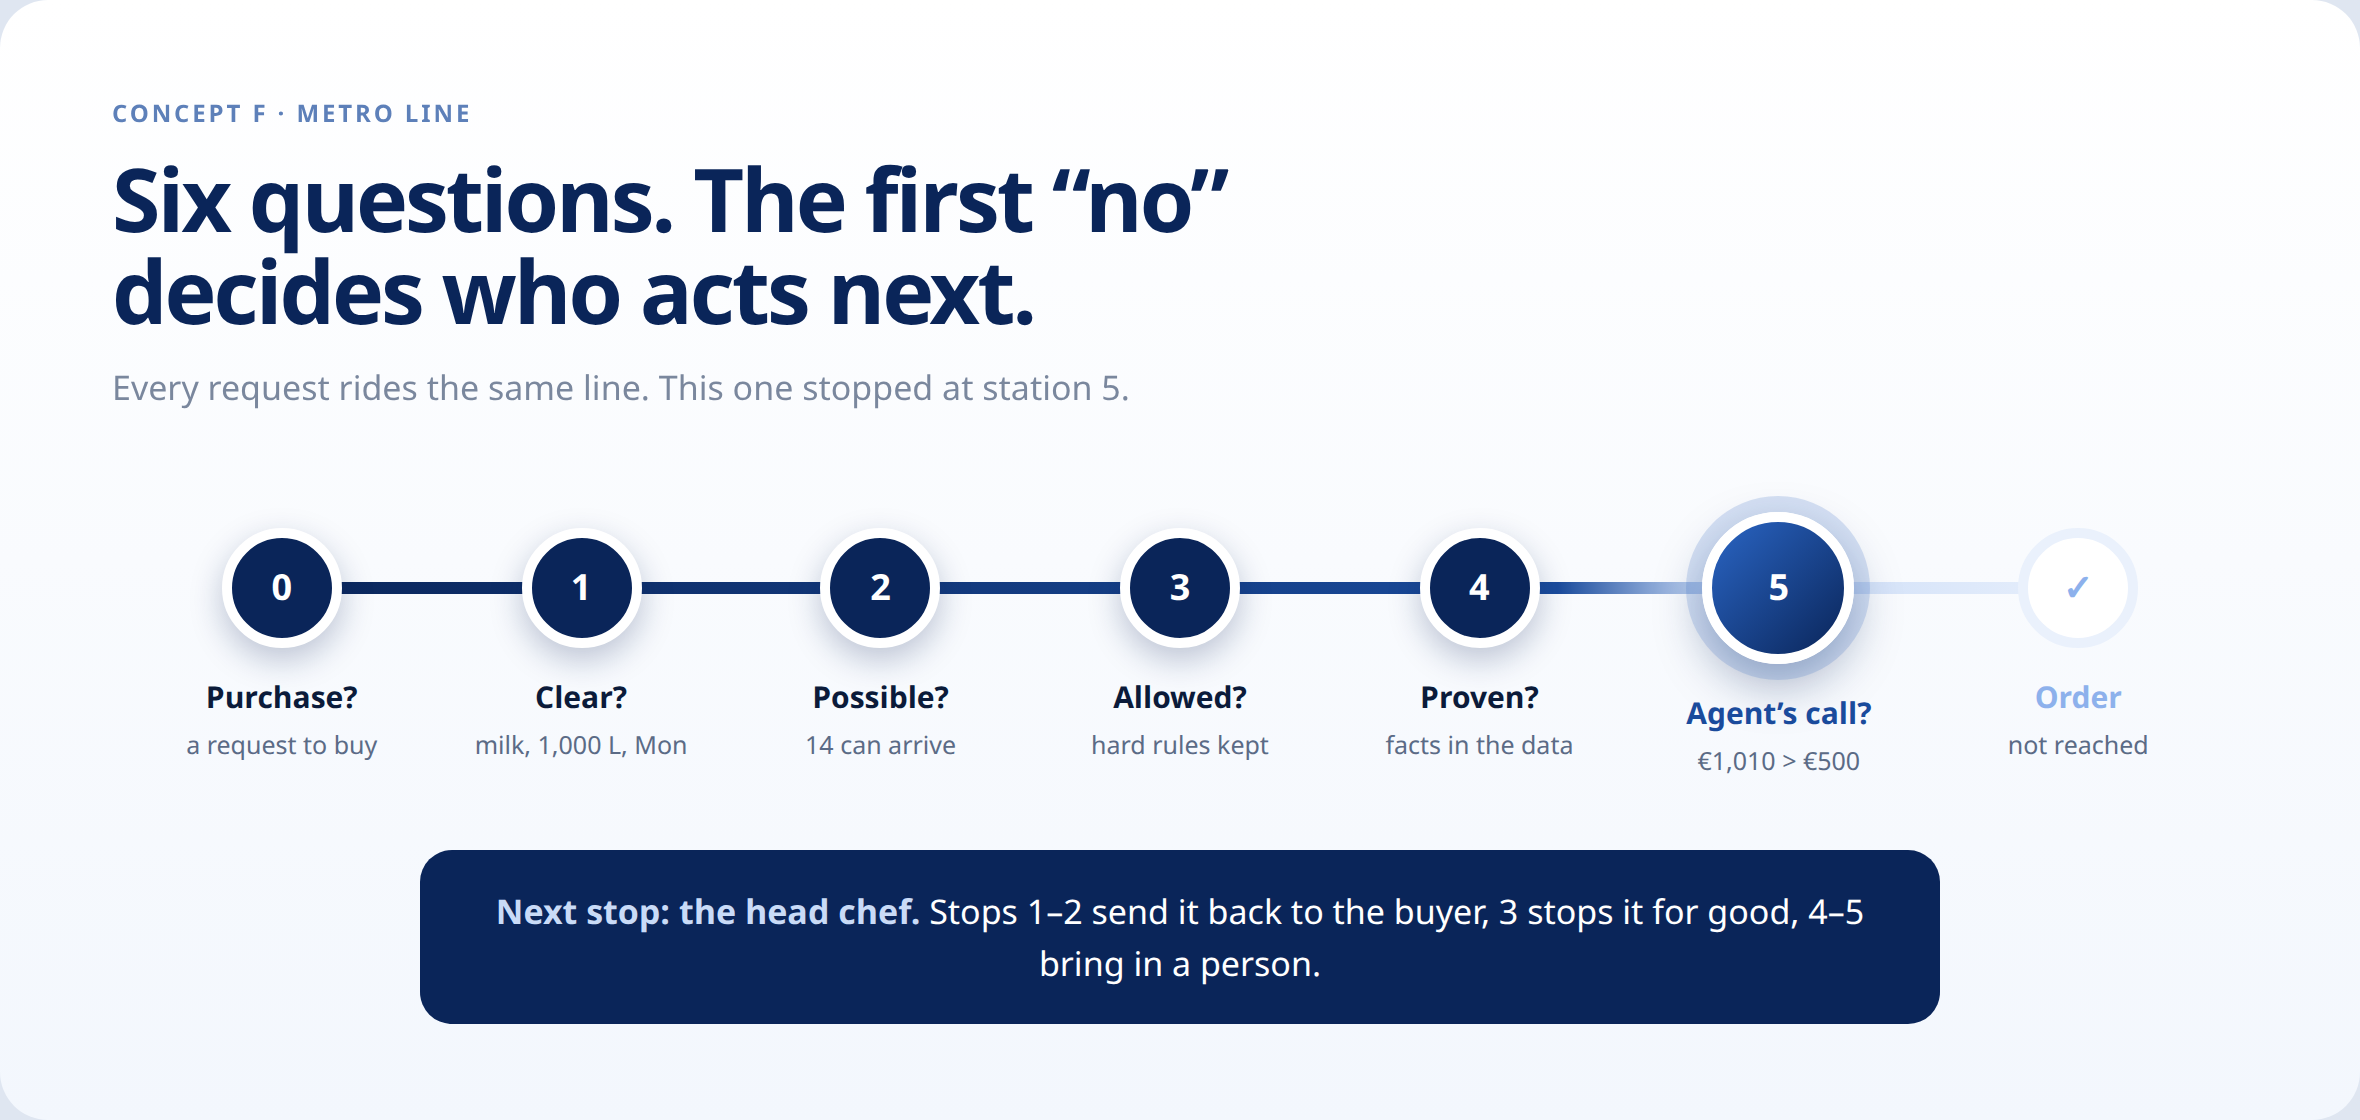 CONCEPT F · METRO LINE
Six questions. The first “no”
decides who acts next.
Every request rides the same line. This one stopped at station 5.
0
1
2
3
4
5
✓
Purchase?
a request to buy
Clear?
milk, 1,000 L, Mon
Possible?
14 can arrive
Allowed?
hard rules kept
Proven?
facts in the data
Agent’s call?
€1,010 > €500
Order
not reached
Next stop: the head chef. Stops 1–2 send it back to the buyer, 3 stops it for good, 4–5
bring in a person.